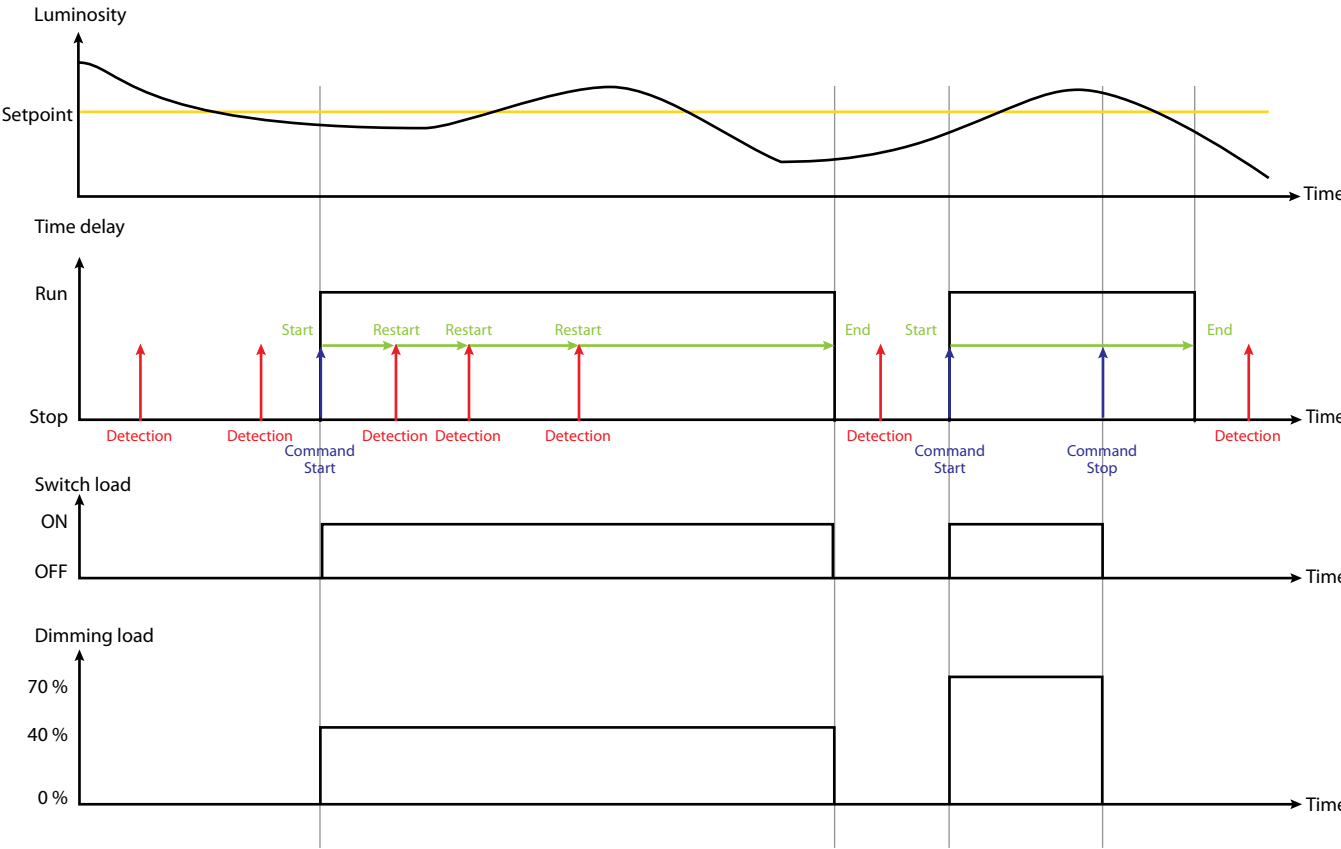 Luminosity
Setpoint
Time
Time delay
Run
Start Restart Restart Restart End Start End
Stop
Time
Detection Detection Detection Detection Detection Detection Detection
Command Command Command
Start Start Stop
Switch load
ON
OFF
Time
Dimming load
70 %
40 %
0 %
Time